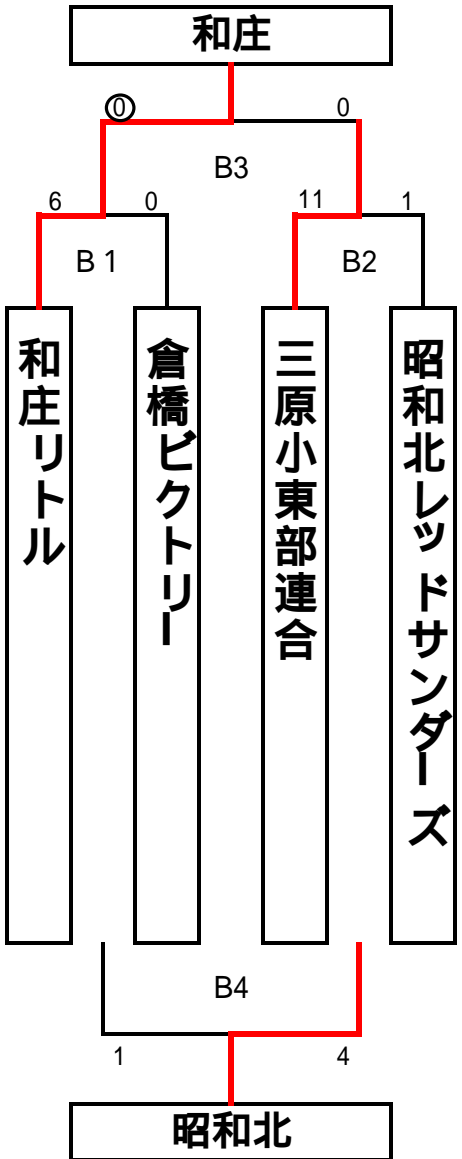 和庄
⓪ 0
B3
6 0 11 1
B 1 B2
和庄リトル
倉橋ビクトリー
三原小東部連合
昭和北レッドサンダーズ
B4
1 4
昭和北